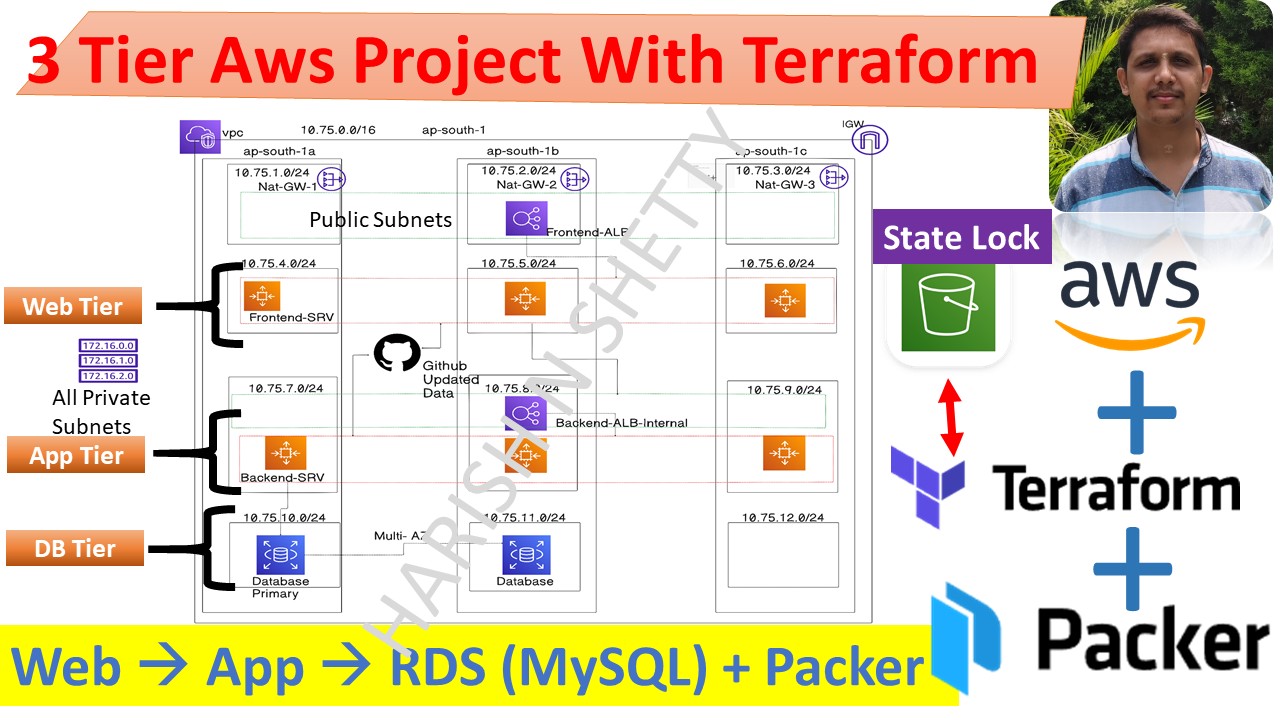 3 Tier Aws Project With Terraform
vpc
10.75.0.0/16
ap-south-1
IGW
ap-south-1a
ap-south-1b
ap-south-1c
10.75.1.0/24
Nat-GW-1
10.75.2.0/24
Nat-GW-2
10.75.3.0/24
Nat-GW-3
Public Subnets
Frontend-ALB
State Lock
10.75.4.0/24
10.75.5.0/24
10.75.6.0/24
Web Tier
Frontend-SRV
aws
172.16.0.0
172.16.1.0
172.16.2.0
All Private
Subnets
Github
Updated
Data
10.75.7.0/24
10.75.8.0/24
10.75.9.0/24
Backend-ALB-Internal
App Tier
Backend-SRV
Terraform
10.75.10.0/24
10.75.11.0/24
10.75.12.0/24
DB Tier
Multi- AZ
Database
Primary
Database
HARISH N SHETTY
Packer
Web → App → RDS (MySQL) + Packer